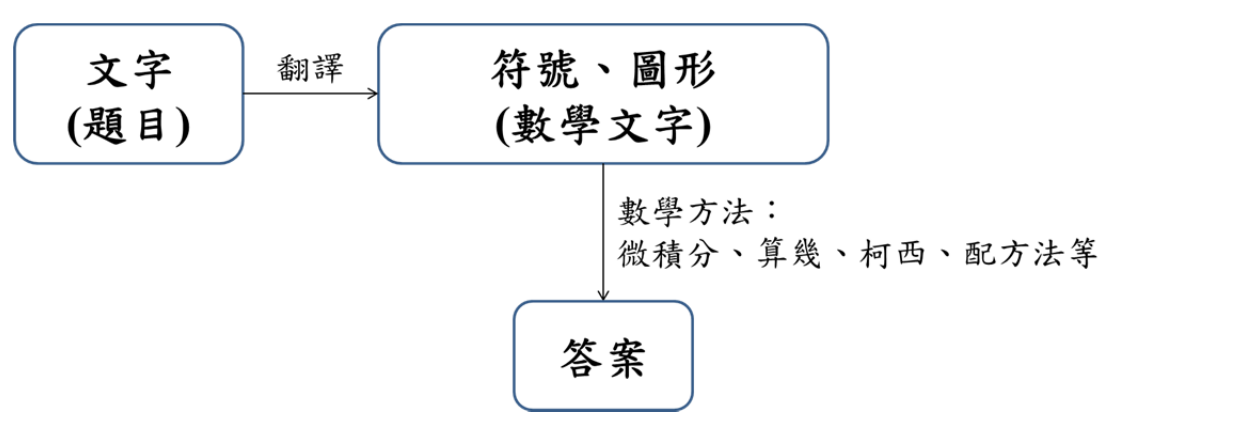 文字
(題目)
翻譯
符號、圖形
(數學文字)
數學方法：
微積分、算幾、柯西、配方法等
答案